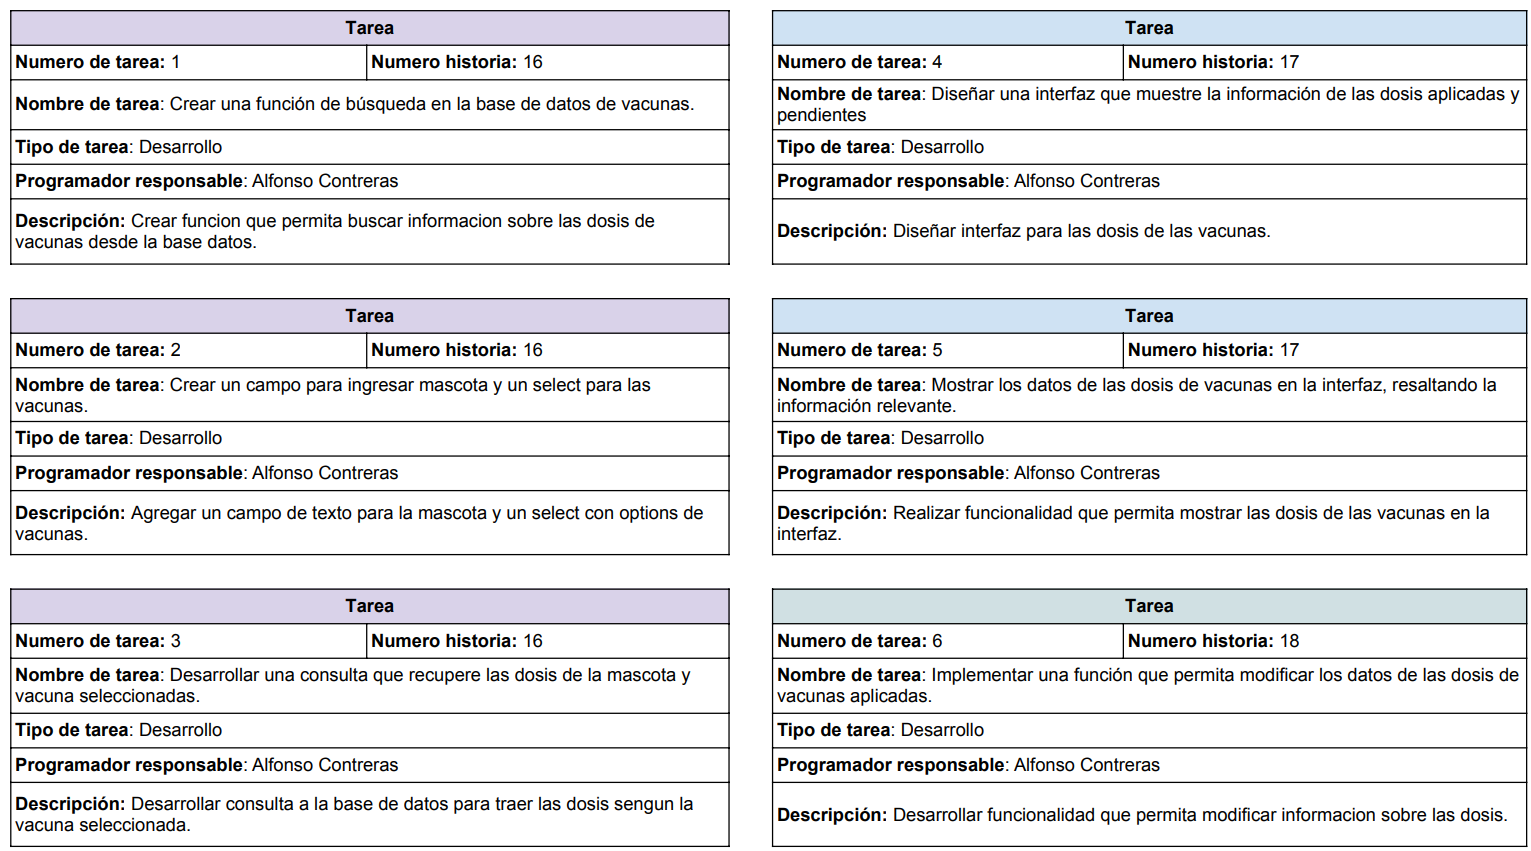 Tarea
Numero de tarea: 1 Numero historia: 16
Nombre de tarea: Crear una función de búsqueda en la base de datos de vacunas.
Tipo de tarea: Desarrollo
Programador responsable: Alfonso Contreras
Descripción: Crear funcion que permita buscar informacion sobre las dosis de
vacunas desde la base datos.
Tarea
Numero de tarea: 2 Numero historia: 16
Nombre de tarea: Crear un campo para ingresar mascota y un select para las
vacunas.
Tipo de tarea: Desarrollo
Programador responsable: Alfonso Contreras
Descripción: Agregar un campo de texto para la mascota y un select con options de
vacunas.
Tarea
Numero de tarea: 3 Numero historia: 16
Nombre de tarea: Desarrollar una consulta que recupere las dosis de la mascota y
vacuna seleccionadas.
Tipo de tarea: Desarrollo
Programador responsable: Alfonso Contreras
Descripción: Desarrollar consulta a la base de datos para traer las dosis sengun la
vacuna seleccionada.
Tarea
Numero de tarea: 4 Numero historia: 17
Nombre de tarea: Diseñar una interfaz que muestre la información de las dosis aplicadas y
pendientes
Tipo de tarea: Desarrollo
Programador responsable: Alfonso Contreras
Descripción: Diseñar interfaz para las dosis de las vacunas.
Tarea
Numero de tarea: 5 Numero historia: 17
Nombre de tarea: Mostrar los datos de las dosis de vacunas en la interfaz, resaltando la
información relevante.
Tipo de tarea: Desarrollo
Programador responsable: Alfonso Contreras
Descripción: Realizar funcionalidad que permita mostrar las dosis de las vacunas en la
interfaz.
Tarea
Numero de tarea: 6 Numero historia: 18
Nombre de tarea: Implementar una función que permita modificar los datos de las dosis de
vacunas aplicadas.
Tipo de tarea: Desarrollo
Programador responsable: Alfonso Contreras
Descripción: Desarrollar funcionalidad que permita modificar informacion sobre las dosis.